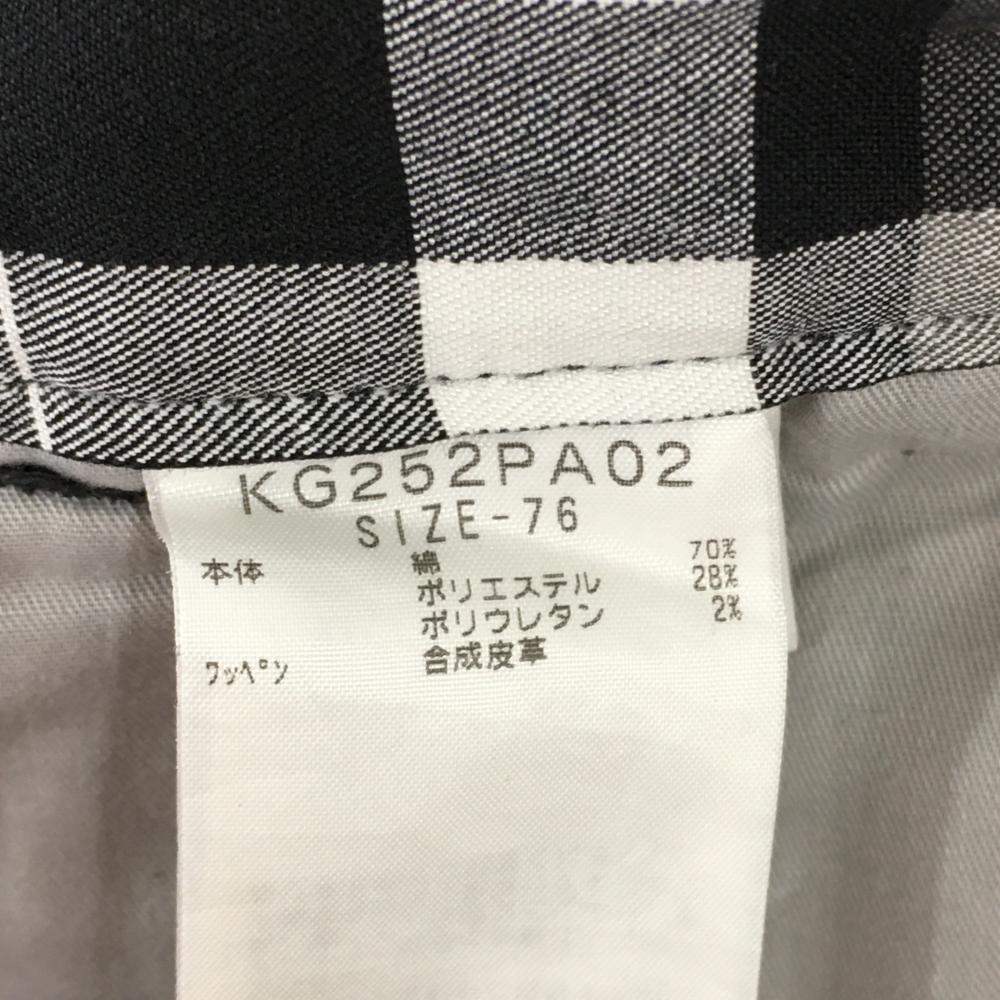 KG252PA02
SIZE-76
本体 綿 70%
ポリエステル 28%
ポリウレタン 2%
ワッペン 合成皮革